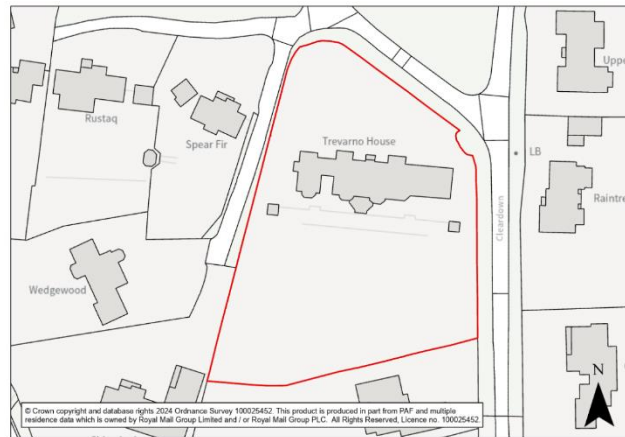 Uppe
Rustaq
Spear Fir
Trevarno House
LB
Raintre
Cleardown
Wedgewood
N
© Crown copyright and database rights 2024 Ordnance Survey 100025452. This product is produced in part from PAF and multiple
residence data which is owned by Royal Mail Group Limited and / or Royal Mail Group PLC. All Rights Reserved, Licence no. 100025452.